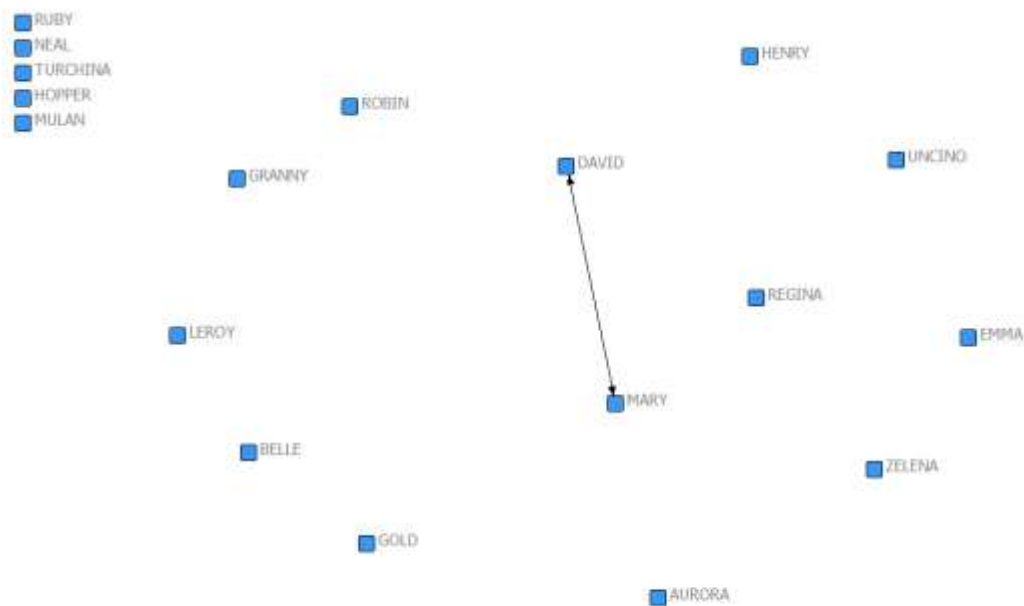 RUBY
NEAL
TURCHINA
HOPPER
MULAN
HENRY
ROBIN
DAVID
UNCINO
GRANNY
REGINA
LEROY
EMMA
MARY
BELLE
ZELENA
GOLD
AURORA